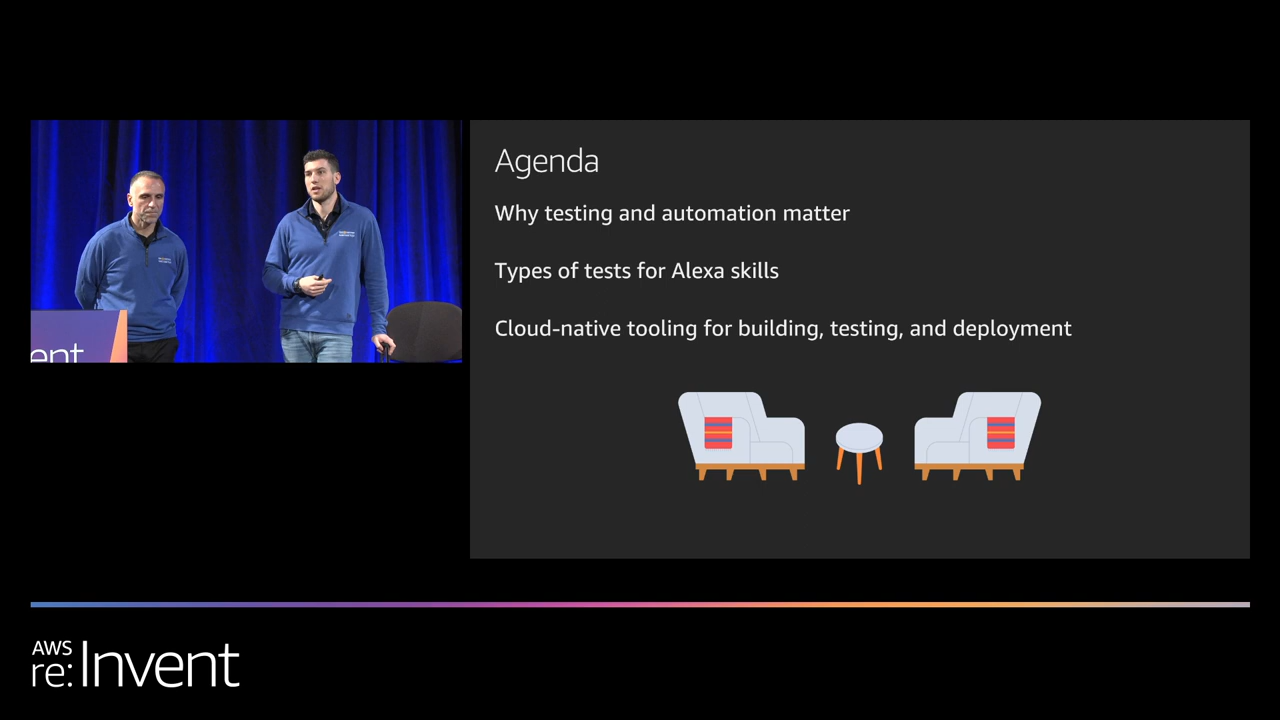 Agenda
Why testing and automation matter
Types of tests for Alexa skills
Cloud-native tooling for building, testing, and deployment
ent
AWS
re:Invent